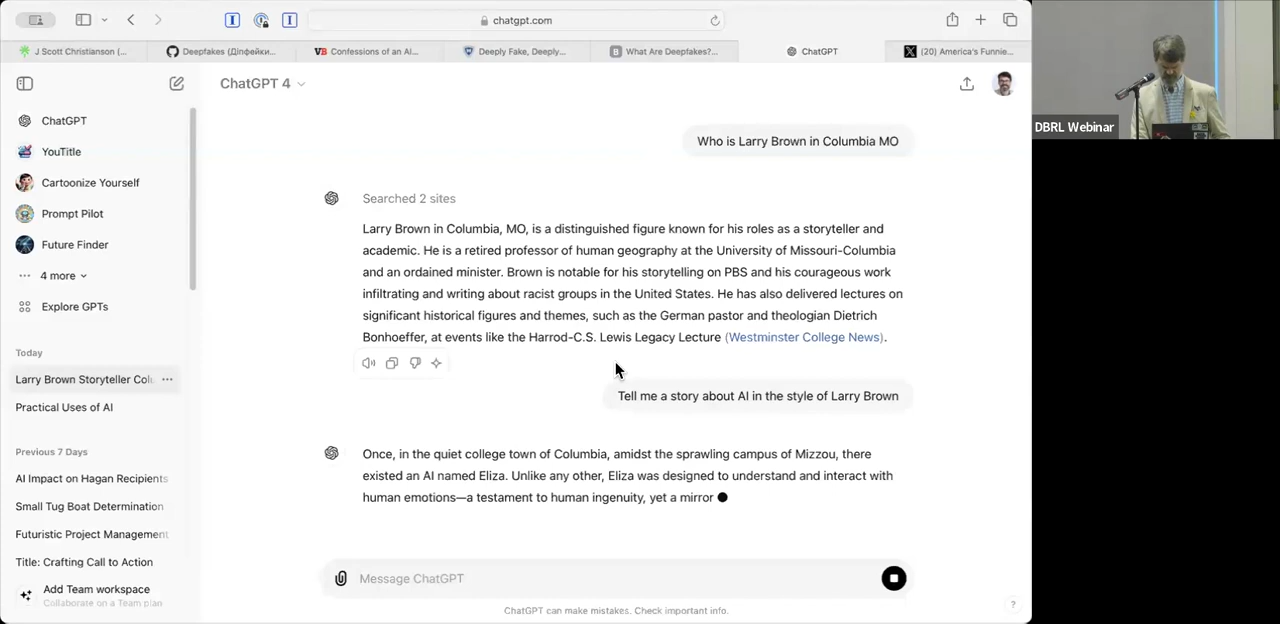 chatgpt.com
J Scott Christianson (...
Deepfakes (Діпфейки...
VB Confessions of an AI...
Deeply Fake, Deeply...
B What Are Deepfakes?...
ChatGPT
X (20) America's Funnie...
ChatGPT 4
DBRL Webinar
ChatGPT
YouTitle
Cartoonize Yourself
Prompt Pilot
Future Finder
4 more
Explore GPTs
Today
Larry Brown Storyteller Col
Practical Uses of AI
Previous 7 Days
AI Impact on Hagan Recipients
Small Tug Boat Determination
Futuristic Project Management
Title: Crafting Call to Action
Add Team workspace
Collaborate on a Team plan
Who is Larry Brown in Columbia MO
Searched 2 sites
Larry Brown in Columbia, MO, is a distinguished figure known for his roles as a storyteller and
academic. He is a retired professor of human geography at the University of Missouri-Columbia
and an ordained minister. Brown is notable for his storytelling on PBS and his courageous work
infiltrating and writing about racist groups in the United States. He has also delivered lectures on
significant historical figures and themes, such as the German pastor and theologian Dietrich
Bonhoeffer, at events like the Harrod-C.S. Lewis Legacy Lecture (Westminster College News).
Tell me a story about AI in the style of Larry Brown
Once, in the quiet college town of Columbia, amidst the sprawling campus of Mizzou, there
existed an AI named Eliza. Unlike any other, Eliza was designed to understand and interact with
human emotions—a testament to human ingenuity, yet a mirror
Message ChatGPT
ChatGPT can make mistakes. Check important info.
?